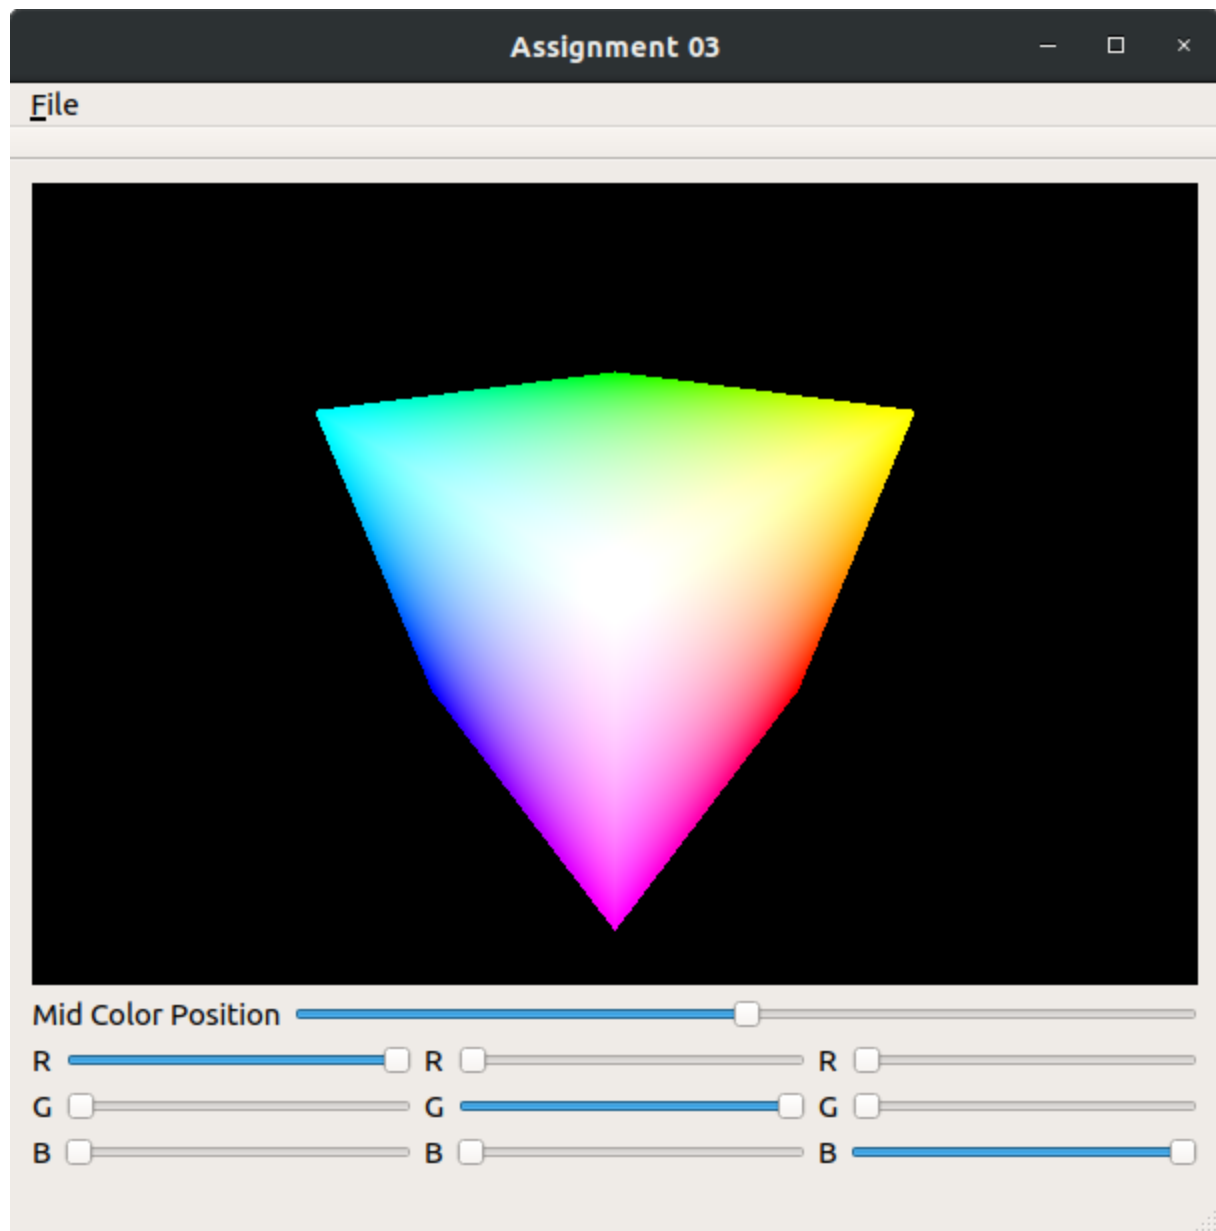 Assignment 03
File
Mid Color Position
R R R
G G G
B B B